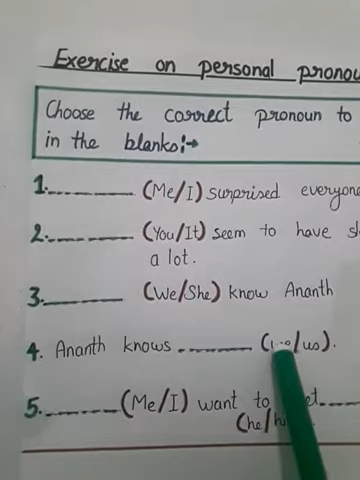 Exercise on personal
Choose the correct pronoun to
in the blanks:→
1. ________ (Me/I) surprised
2. ________ (You/It) seem to have
a lot.
3. ________ (We/She) know Ananth
4. Ananth knows ________ ( /us).
5. ________ (Me/I) want to ________
(he/